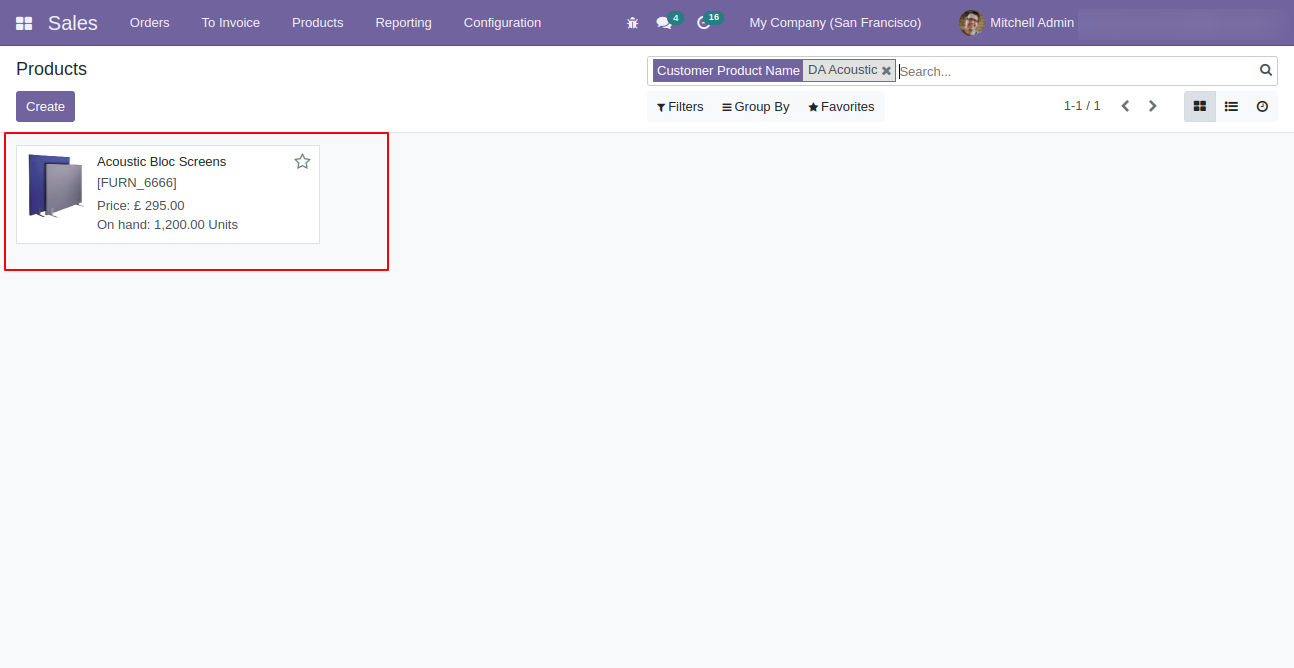 Sales Orders To Invoice Products Reporting Configuration 4 16 My Company (San Francisco) Mitchell Admin
Products
Customer Product Name DA Acoustic Search...
Create
Filters Group By Favorites 1-1 / 1
Acoustic Bloc Screens
[FURN_6666]
Price: £ 295.00
On hand: 1,200.00 Units